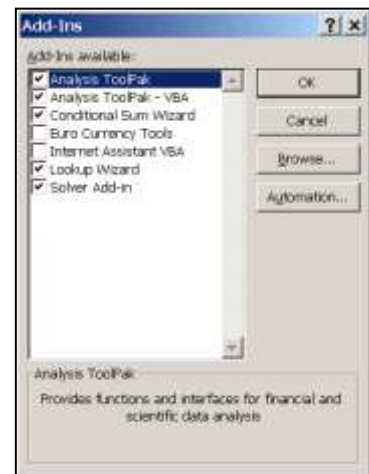 Add-Ins
Add-Ins available:
Analysis ToolPak
Analysis ToolPak - VBA
Conditional Sum Wizard
Euro Currency Tools
Internet Assistant VBA
Lookup Wizard
Solver Add-in
OK
Cancel
Browse...
Automation...
Analysis ToolPak
Provides functions and interfaces for financial and
scientific data analysis